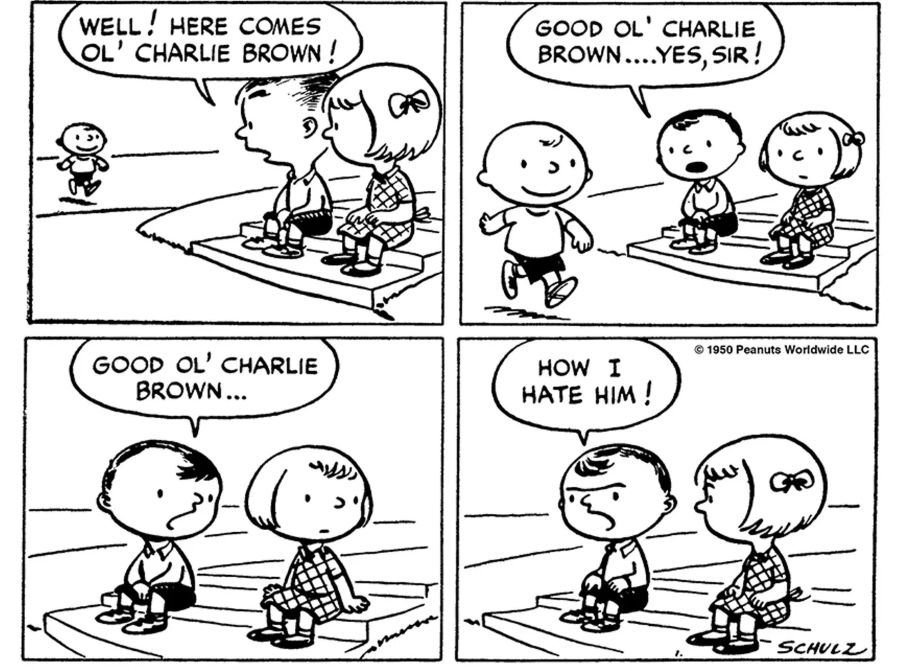 WELL! HERE COMES
OL' CHARLIE BROWN!
GOOD OL' CHARLIE
BROWN....YES, SIR!
GOOD OL' CHARLIE
BROWN...
© 1950 Peanuts Worldwide LLC
HOW I
HATE HIM!
SCHULZ